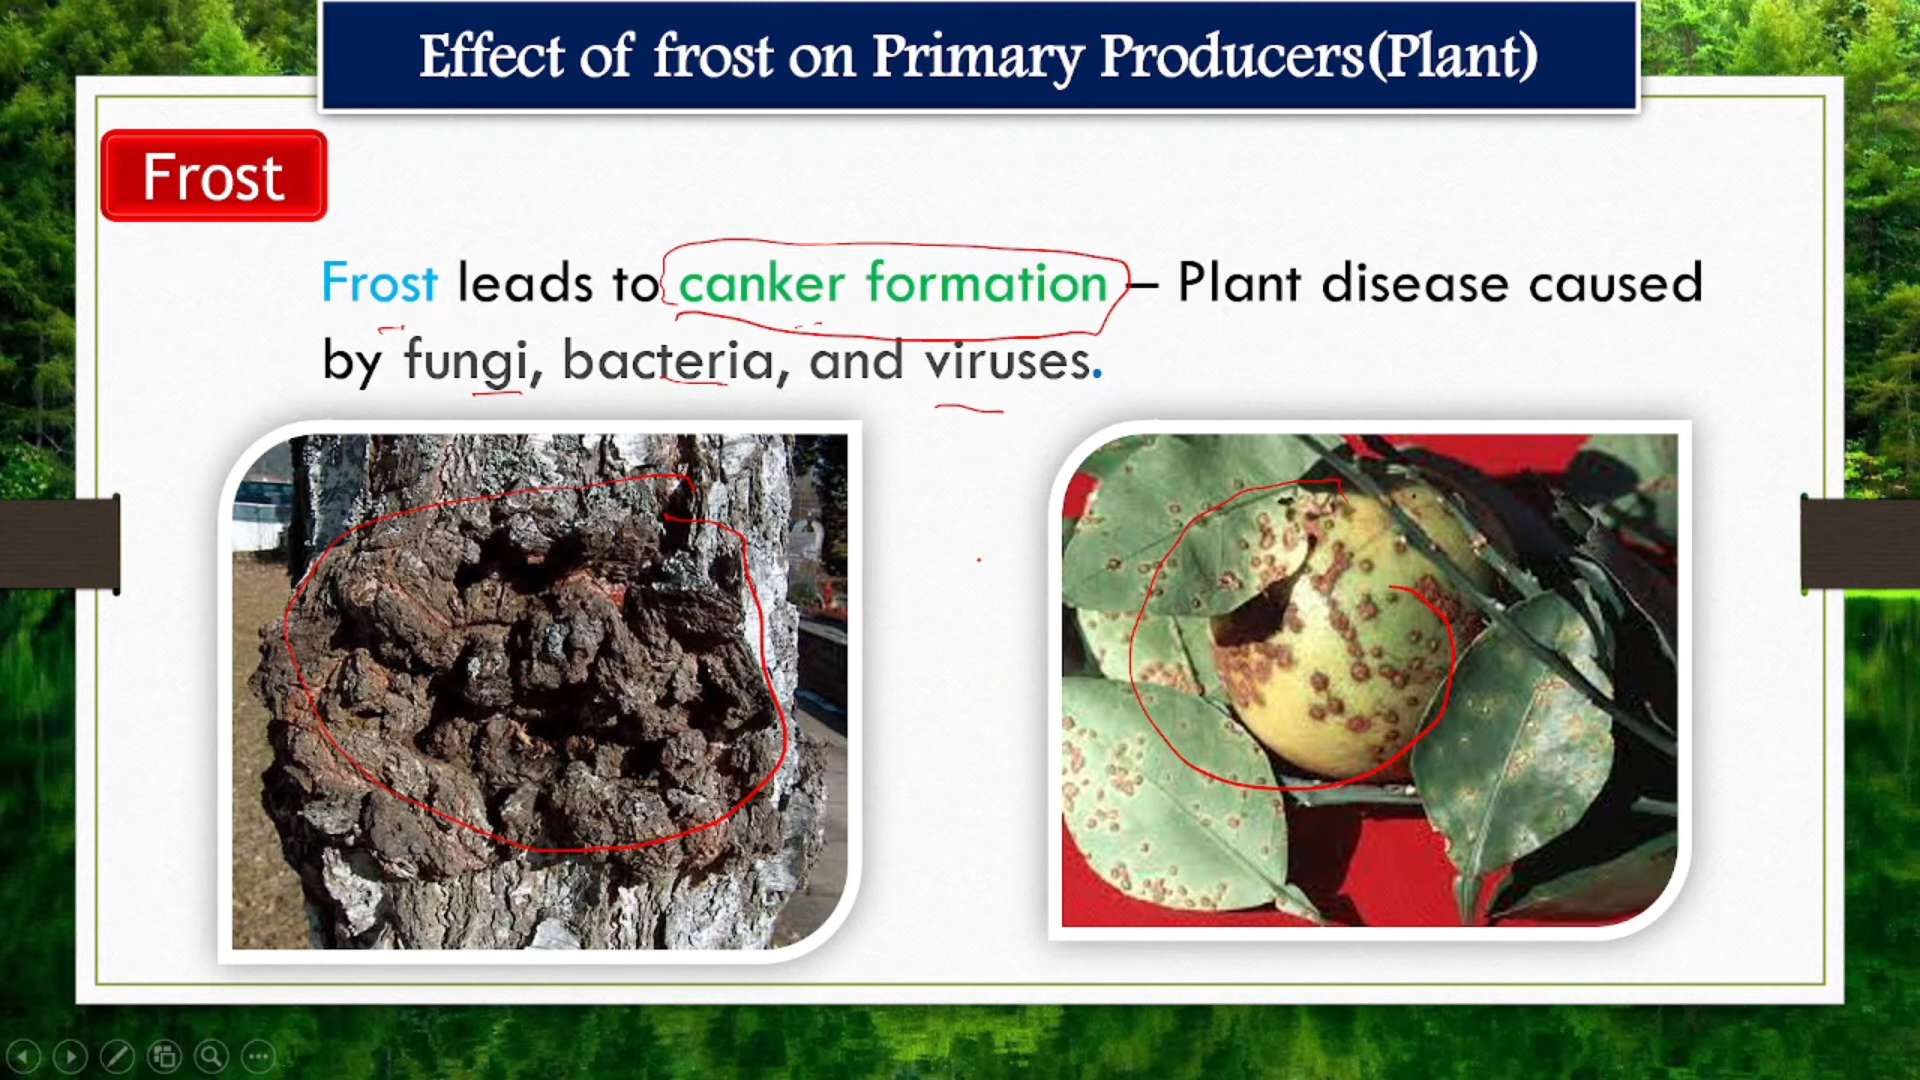 Effect of frost on Primary Producers(Plant)
Frost
Frost leads to canker formation – Plant disease caused
by fungi, bacteria, and viruses.